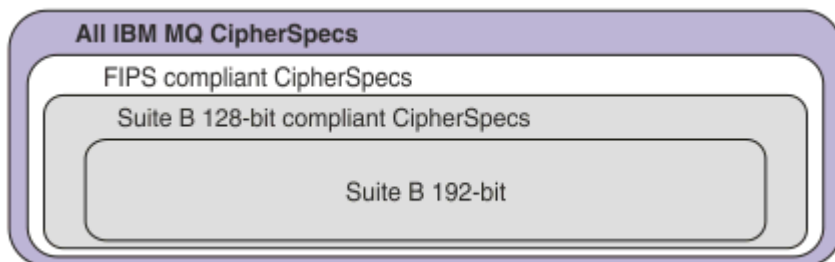 All IBM MQ CipherSpecs
FIPS compliant CipherSpecs
Suite B 128-bit compliant CipherSpecs
Suite B 192-bit